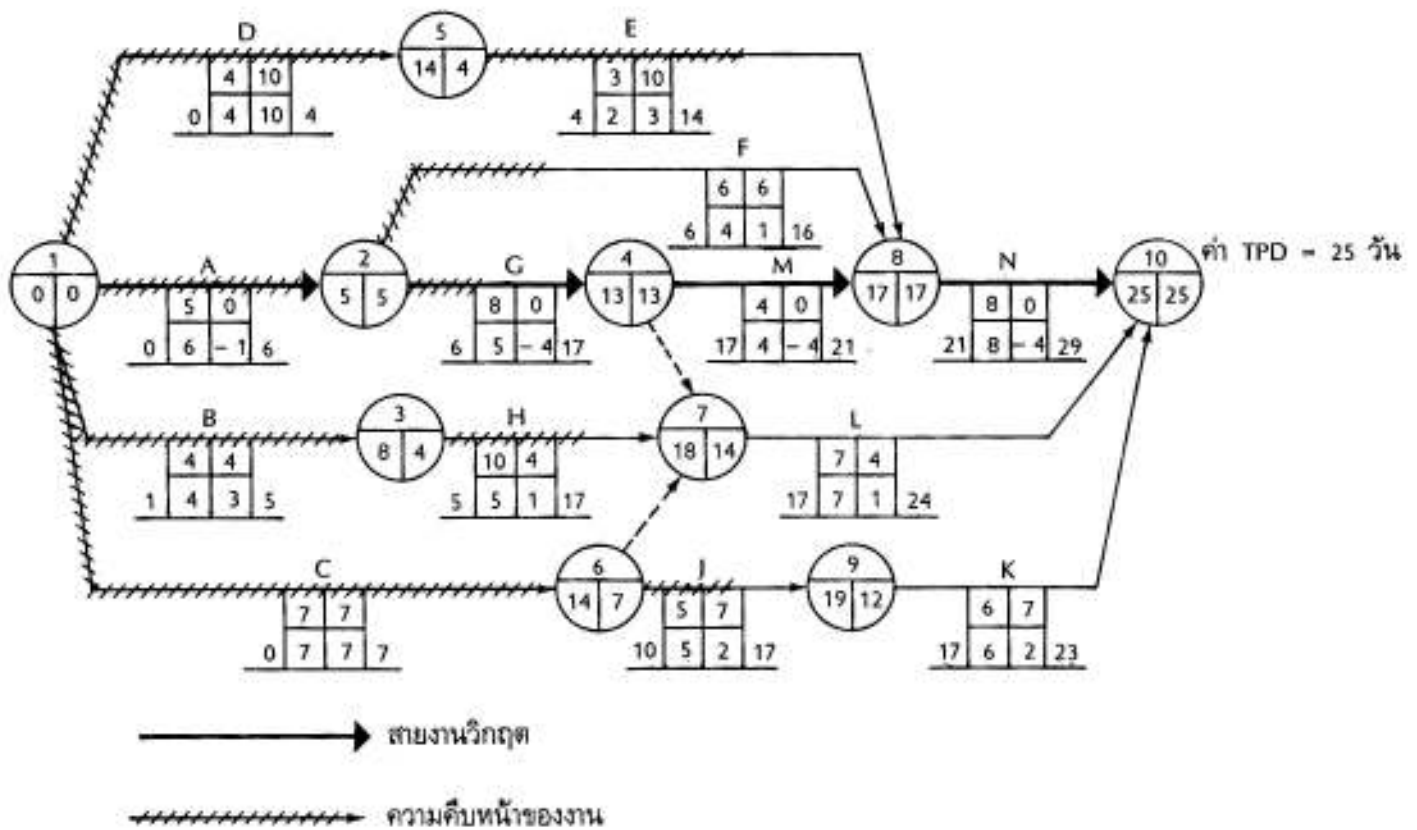 D 5 E
14 4
4 10
0 4 10 4
3 10
4 2 3 14
F
6 6
6 4 1 16
1 A 2 G 4 M 8 N 10
0 0 5 5 13 13 17 17 25 25 ค่า TPD = 25 วัน
5 0 8 0 4 0 8 0
0 6 -1 6 6 5 -4 17 17 4 -4 21 21 8 -4 29
B 3 H 7 L
8 4 18 14
4 4 10 4 7 4
1 4 3 5 5 5 1 17 17 7 1 24
C 6 J 9 K
14 7 19 12
7 7 5 7 6 7
0 7 7 7 10 5 2 17 17 6 2 23
สายงานวิกฤต
ความคืบหน้าของงาน